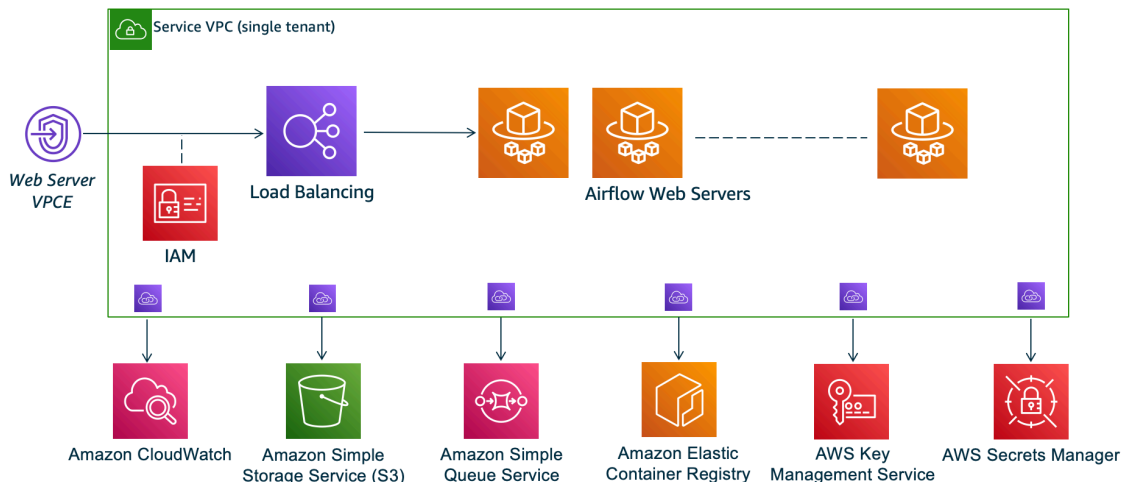 Service VPC (single tenant)
Web Server
VPCE
Load Balancing
Airflow Web Servers
IAM
Amazon CloudWatch
Amazon Simple
Storage Service (S3)
Amazon Simple
Queue Service
Amazon Elastic
Container Registry
AWS Key
Management Service
AWS Secrets Manager